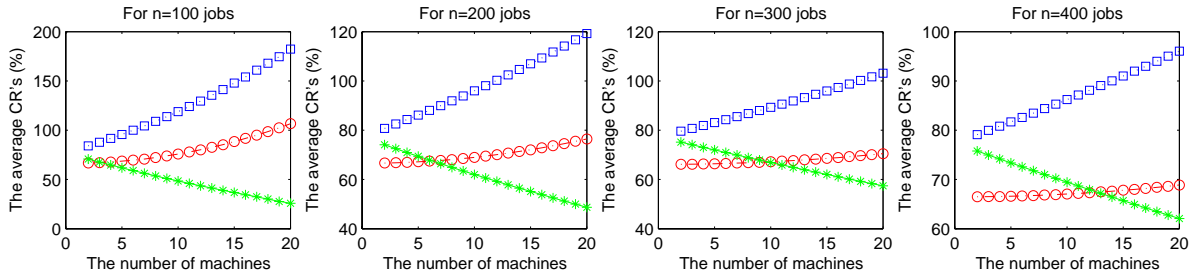 For n=100 jobs
The average CR's (%)
200
150
100
50
0
0 5 10 15 20
The number of machines
For n=200 jobs
The average CR's (%)
120
100
80
60
40
0 5 10 15 20
The number of machines
For n=300 jobs
The average CR's (%)
120
100
80
60
40
0 5 10 15 20
The number of machines
For n=400 jobs
The average CR's (%)
100
90
80
70
60
0 5 10 15 20
The number of machines